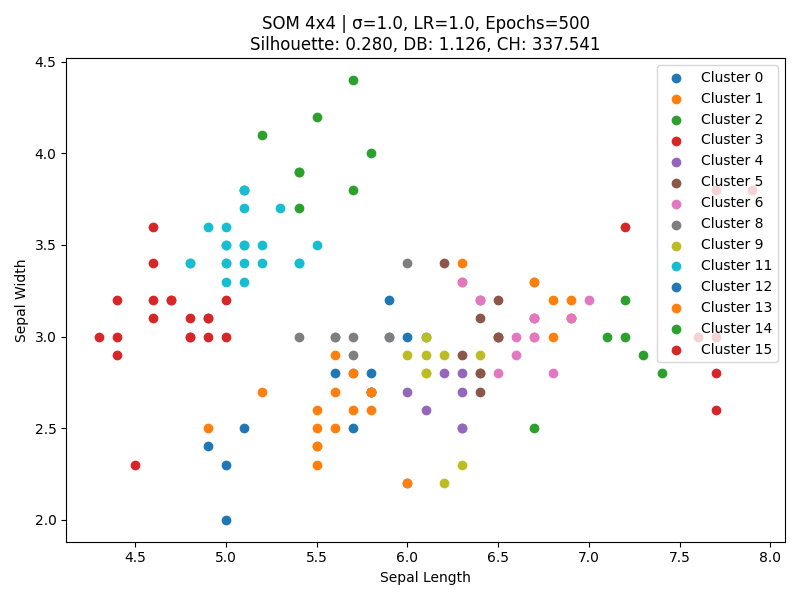 SOM 4x4 | σ=1.0, LR=1.0, Epochs=500
Silhouette: 0.280, DB: 1.126, CH: 337.541
Cluster 0
Cluster 1
Cluster 2
Cluster 3
Cluster 4
Cluster 5
Cluster 6
Cluster 8
Cluster 9
Cluster 11
Cluster 12
Cluster 13
Cluster 14
Cluster 15
Sepal Width
4.5
4.0
3.5
3.0
2.5
2.0
4.5 5.0 5.5 6.0 6.5 7.0 7.5 8.0
Sepal Length